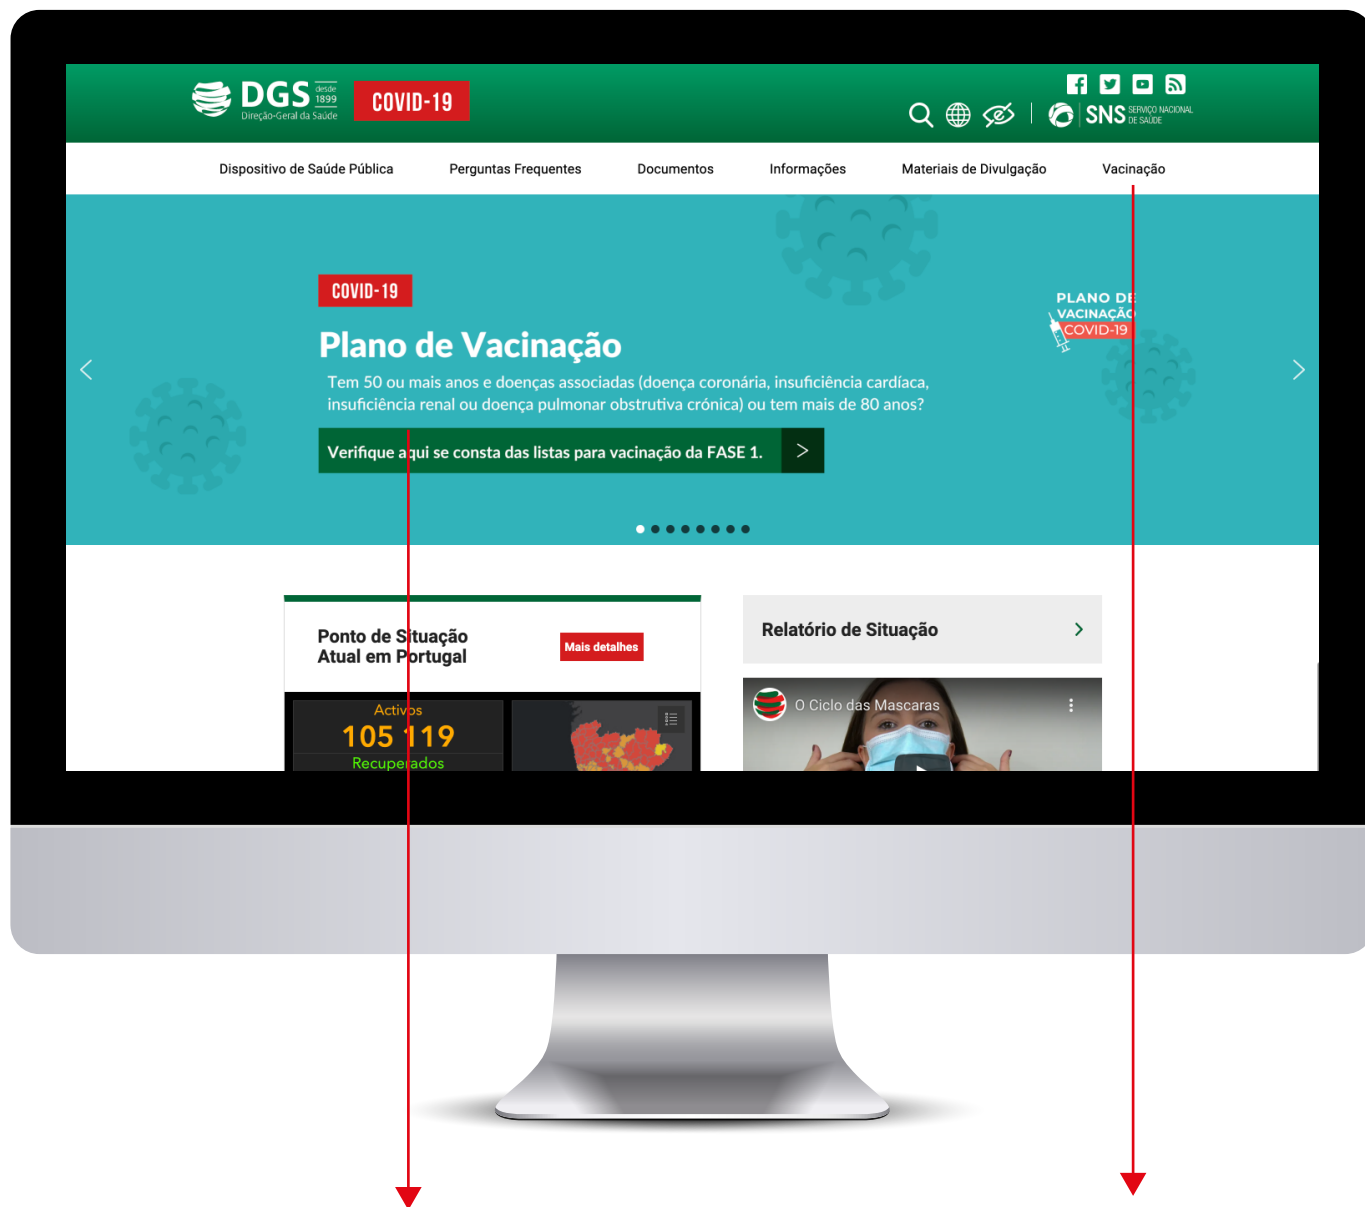 DGS desde 1899
Direção-Geral da Saúde
COVID-19
SNS SERVIÇO NACIONAL DE SAÚDE
Dispositivo de Saúde Pública
Perguntas Frequentes
Documentos
Informações
Materiais de Divulgação
Vacinação
COVID-19
Plano de Vacinação
Tem 50 ou mais anos e doenças associadas (doença coronária, insuficiência cardíaca,
insuficiência renal ou doença pulmonar obstrutiva crónica) ou tem mais de 80 anos?
Verifique aqui se consta das listas para vacinação da FASE 1. >
PLANO DE
VACINAÇÃO
COVID-19
Ponto de Situação
Atual em Portugal
Mais detalhes
Activos
105 119
Recuperados
Relatório de Situação
O Ciclo das Mascaras